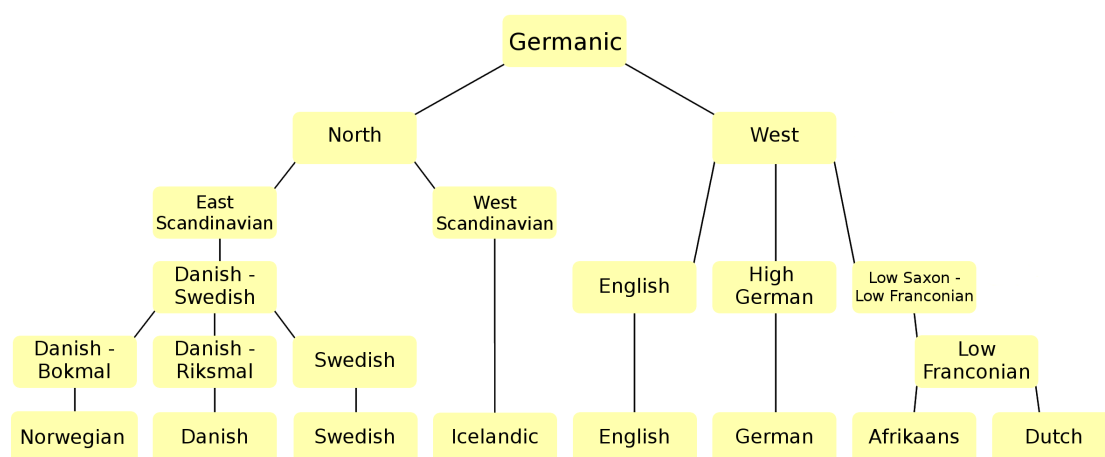 Germanic
North
West
East
Scandinavian
West
Scandinavian
Danish -
Swedish
English
High
German
Low Saxon -
Low Franconian
Danish -
Bokmal
Danish -
Riksmal
Swedish
Low
Franconian
Norwegian
Danish
Swedish
Icelandic
English
German
Afrikaans
Dutch